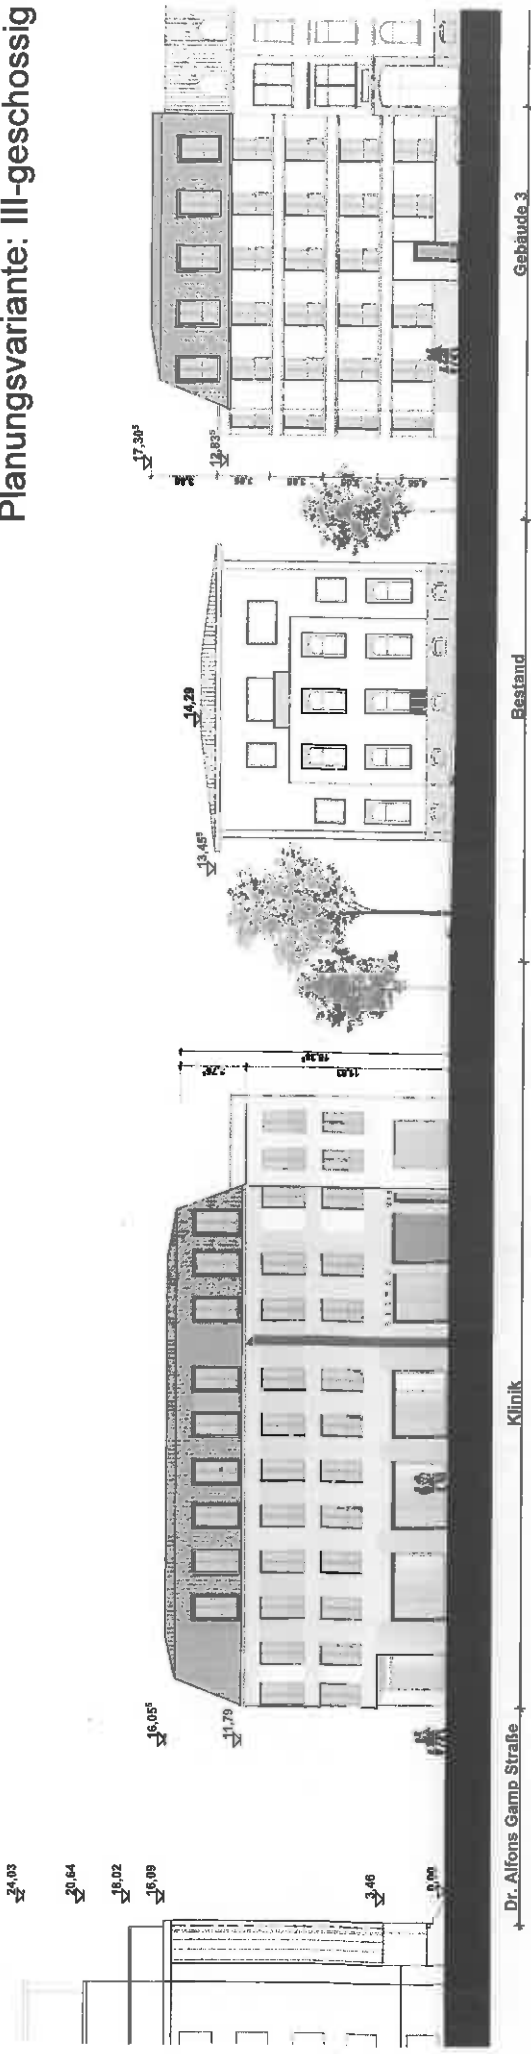 Planungsvariante: III-geschossig
24,03
20,64
18,02
16,09
3,46
0,00
16,05⁵
11,79
13,45⁵
14,29
17,30⁵
12,83⁵
Dr. Alfons Gamp Straße
Klinik
Bestand
Gebäude 3